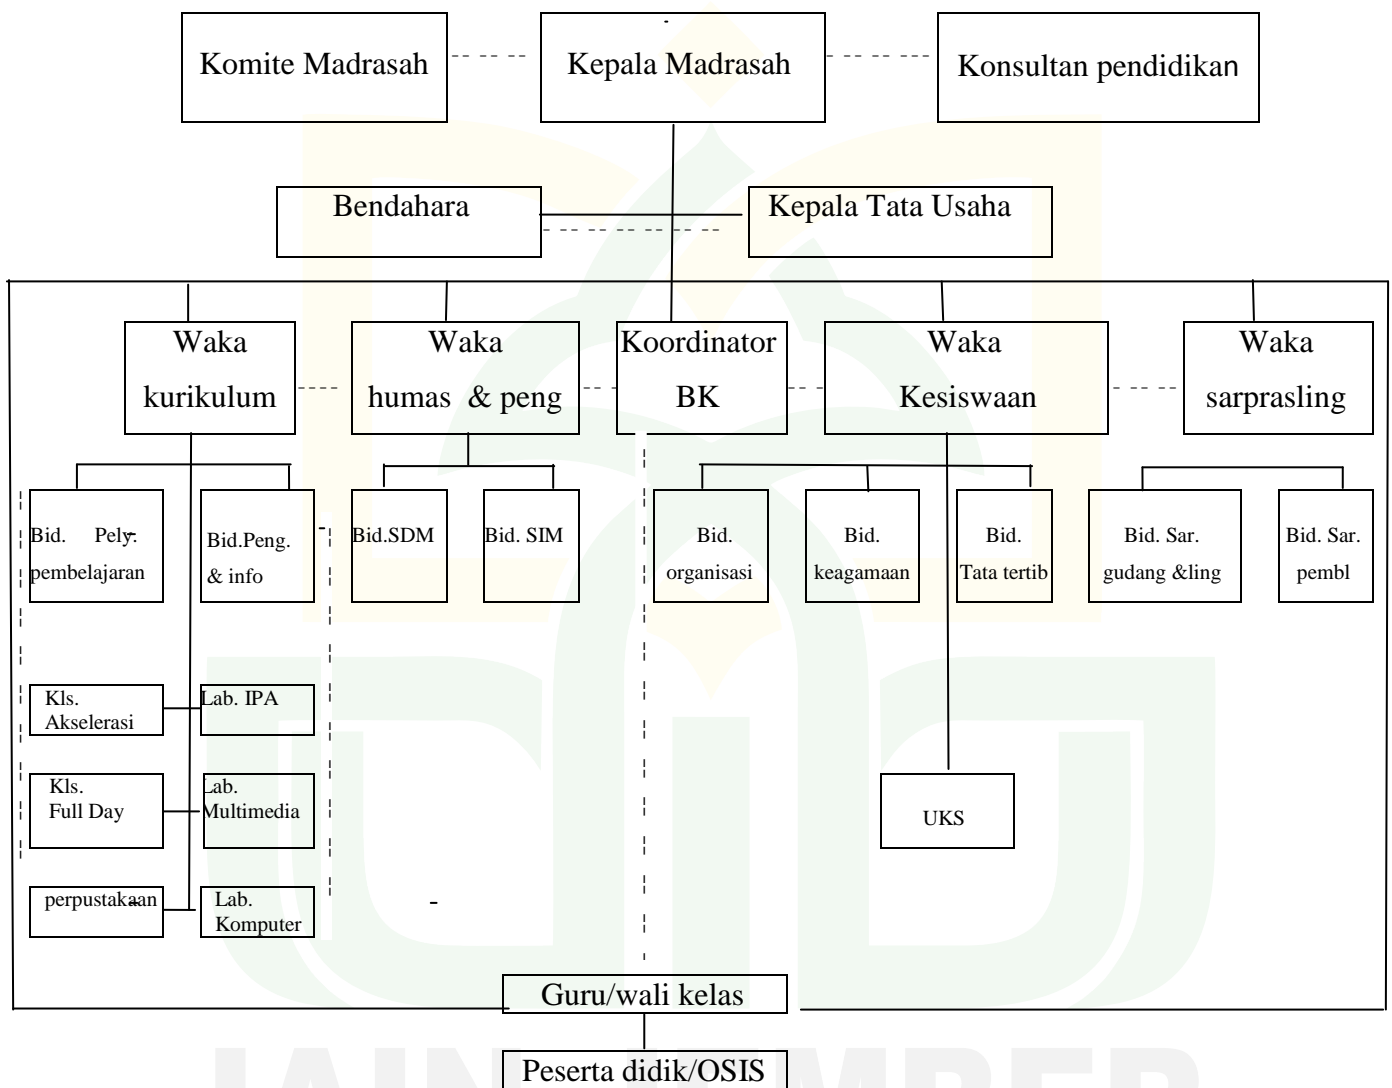 Komite Madrasah
Kepala Madrasah
Konsultan pendidikan
Bendahara
Kepala Tata Usaha
Waka
kurikulum
Waka
humas & peng
Koordinator
BK
Waka
Kesiswaan
Waka
sarprasling
Bid. Pely.
pembelajaran
Bid.Peng.
& info
Bid.SDM
Bid. SIM
Bid.
organisasi
Bid.
keagamaan
Bid.
Tata tertib
Bid. Sar.
gudang &ling
Bid. Sar.
pembl
Kls.
Akselerasi
Lab. IPA
Kls.
Full Day
Lab.
Multimedia
UKS
perpustakaan
Lab.
Komputer
Guru/wali kelas
Peserta didik/OSIS
IAIN JEMBER